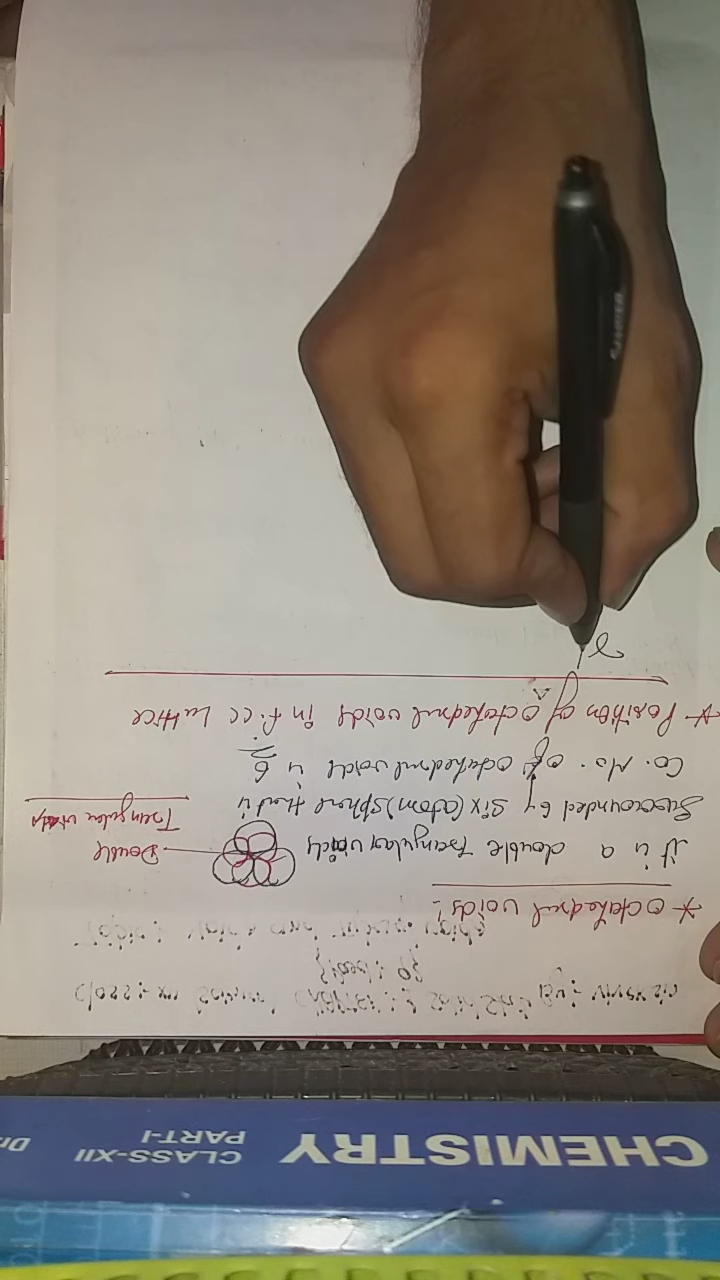 CHEMISTRY CLASS-XII
PART-I
* octahedral voids:
it is a double Triangular voids
Surrounded by Six (atom) sphere that is
Double
Triangular voids
Co. No. of octahedral voids is 6
* Position of octahedral voids in F.C.C Lattice